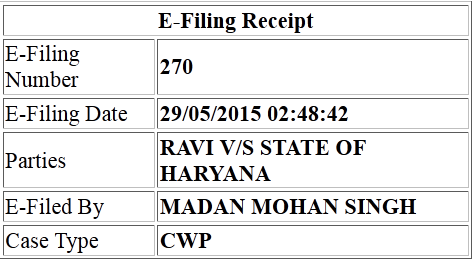 E-Filing Receipt
E-Filing
Number
270
E-Filing Date
29/05/2015 02:48:42
Parties
RAVI V/S STATE OF
HARYANA
E-Filed By
MADAN MOHAN SINGH
Case Type
CWP